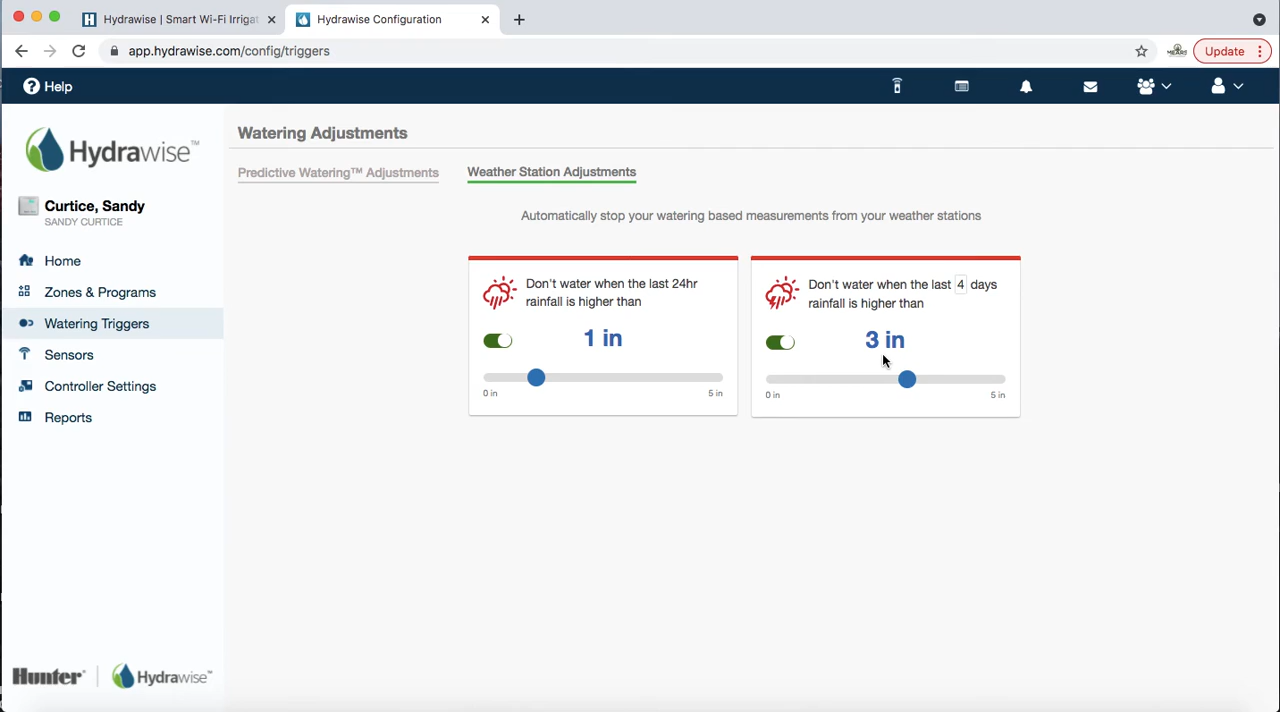 Hydrawise | Smart Wi-Fi Irrigat
Hydrawise Configuration
app.hydrawise.com/config/triggers
Update
Help
Hydrawise™
Curtice, Sandy
SANDY CURTICE
Home
Zones & Programs
Watering Triggers
Sensors
Controller Settings
Reports
Hunter®
Hydrawise™
Watering Adjustments
Predictive Watering™ Adjustments
Weather Station Adjustments
Automatically stop your watering based measurements from your weather stations
Don't water when the last 24hr
rainfall is higher than
1 in
0 in
5 in
Don't water when the last 4 days
rainfall is higher than
3 in
0 in
5 in